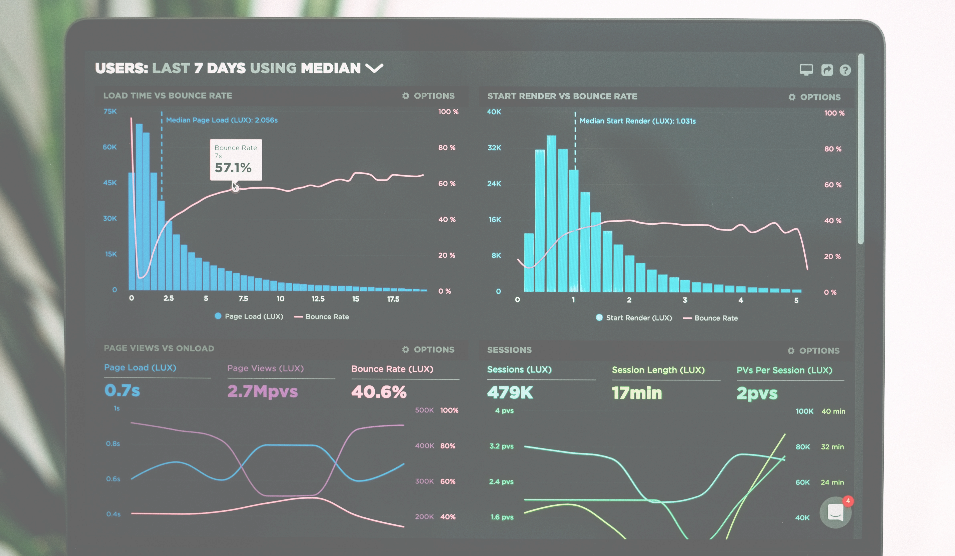 USERS: LAST 7 DAYS USING MEDIAN
LOAD TIME VS BOUNCE RATE
OPTIONS
75K
60K
45K
30K
15K
0
Median Page Load (LUX): 2.056s
Bounce Rate
7s
57.1%
100 %
80 %
60 %
40 %
20 %
0 %
0 2.5 5 7.5 10 12.5 15 17.5
Page Load (LUX) Bounce Rate
START RENDER VS BOUNCE RATE
OPTIONS
40K
32K
24K
16K
8K
0
Median Start Render (LUX): 1.031s
100 %
80 %
60 %
40 %
20 %
0 %
0 1 2 3 4 5
Start Render (LUX) Bounce Rate
PAGE VIEWS VS ONLOAD
OPTIONS
Page Load (LUX) Page Views (LUX) Bounce Rate (LUX)
0.7s 2.7Mpvs 40.6%
1s
0.8s
0.6s
0.4s
500K 100%
400K 80%
300K 60%
200K 40%
SESSIONS
OPTIONS
Sessions (LUX) Session Length (LUX) PVs Per Session (LUX)
479K 17min 2pvs
4 pvs
3.2 pvs
2.4 pvs
1.6 pvs
100K 40 min
80K 32 min
60K 24 min
40K
4
?